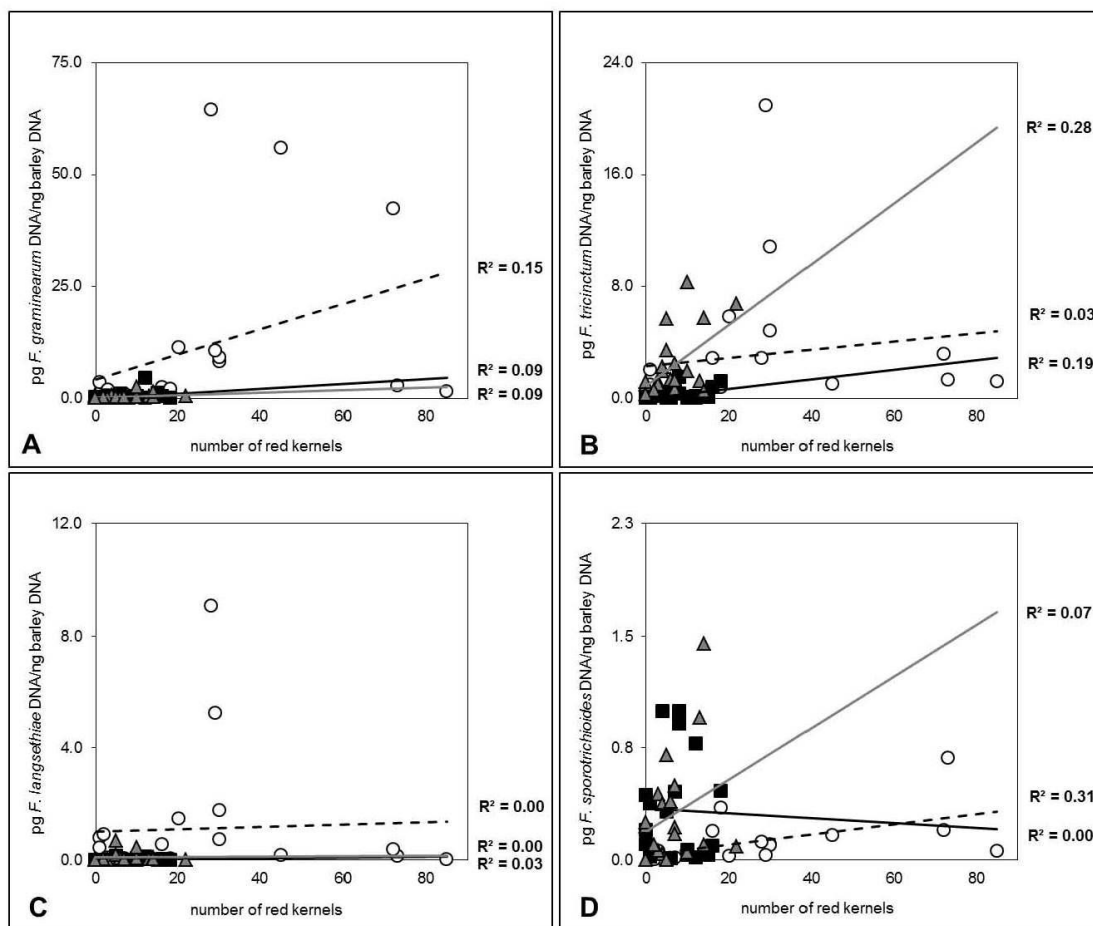 75.0
50.0
25.0
0.0
0 20 40 60 80
pg F. graminearum DNA/ng barley DNA
number of red kernels
R² = 0.15
R² = 0.09
R² = 0.09
A
24.0
16.0
8.0
0.0
0 20 40 60 80
pg F. tricinctum DNA/ng barley DNA
number of red kernels
R² = 0.28
R² = 0.03
R² = 0.19
B
12.0
8.0
4.0
0.0
0 20 40 60 80
pg F. langsethiae DNA/ng barley DNA
number of red kernels
R² = 0.00
R² = 0.00
R² = 0.03
C
2.3
1.5
0.8
0.0
0 20 40 60 80
pg F. sporotrichioides DNA/ng barley DNA
number of red kernels
R² = 0.07
R² = 0.31
R² = 0.00
D